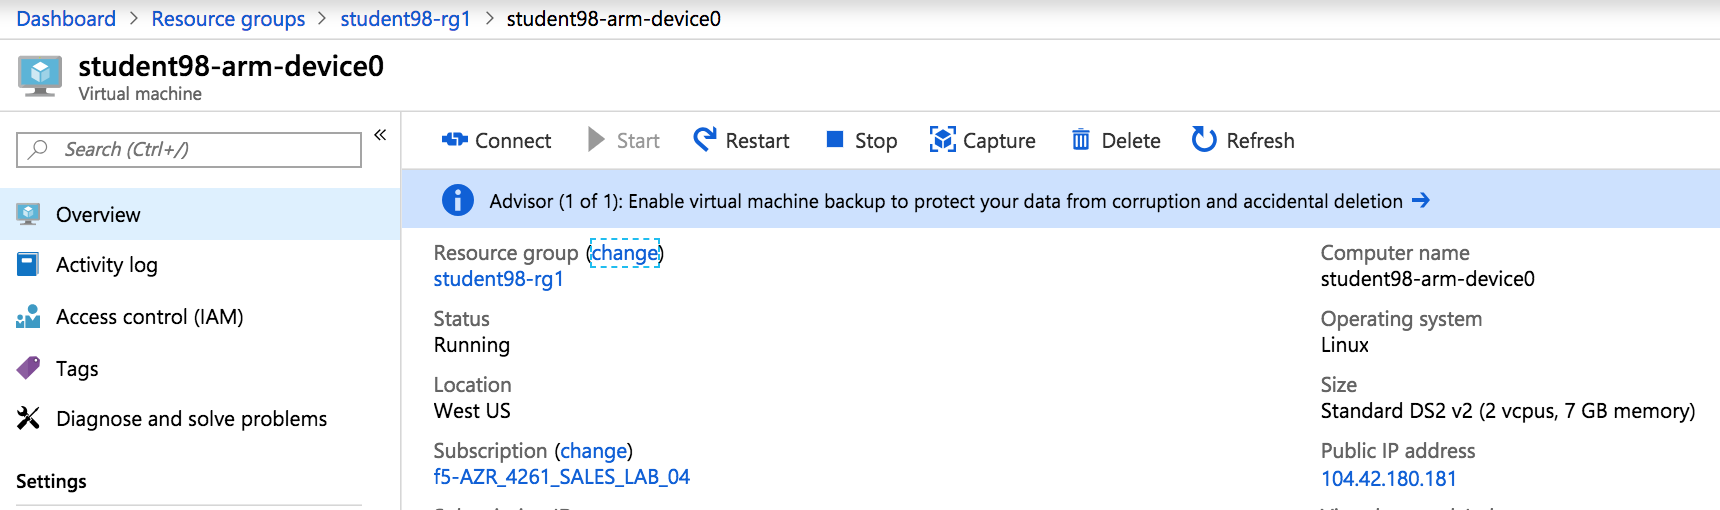 Dashboard > Resource groups > student98-rg1 > student98-arm-device0
student98-arm-device0
Virtual machine
Search (Ctrl+/)
«
Overview
Activity log
Access control (IAM)
Tags
Diagnose and solve problems
Settings
Connect Start Restart Stop Capture Delete Refresh
Advisor (1 of 1): Enable virtual machine backup to protect your data from corruption and accidental deletion →
Resource group (change)
student98-rg1
Status
Running
Location
West US
Subscription (change)
f5-AZR_4261_SALES_LAB_04
Computer name
student98-arm-device0
Operating system
Linux
Size
Standard DS2 v2 (2 vcpus, 7 GB memory)
Public IP address
104.42.180.181